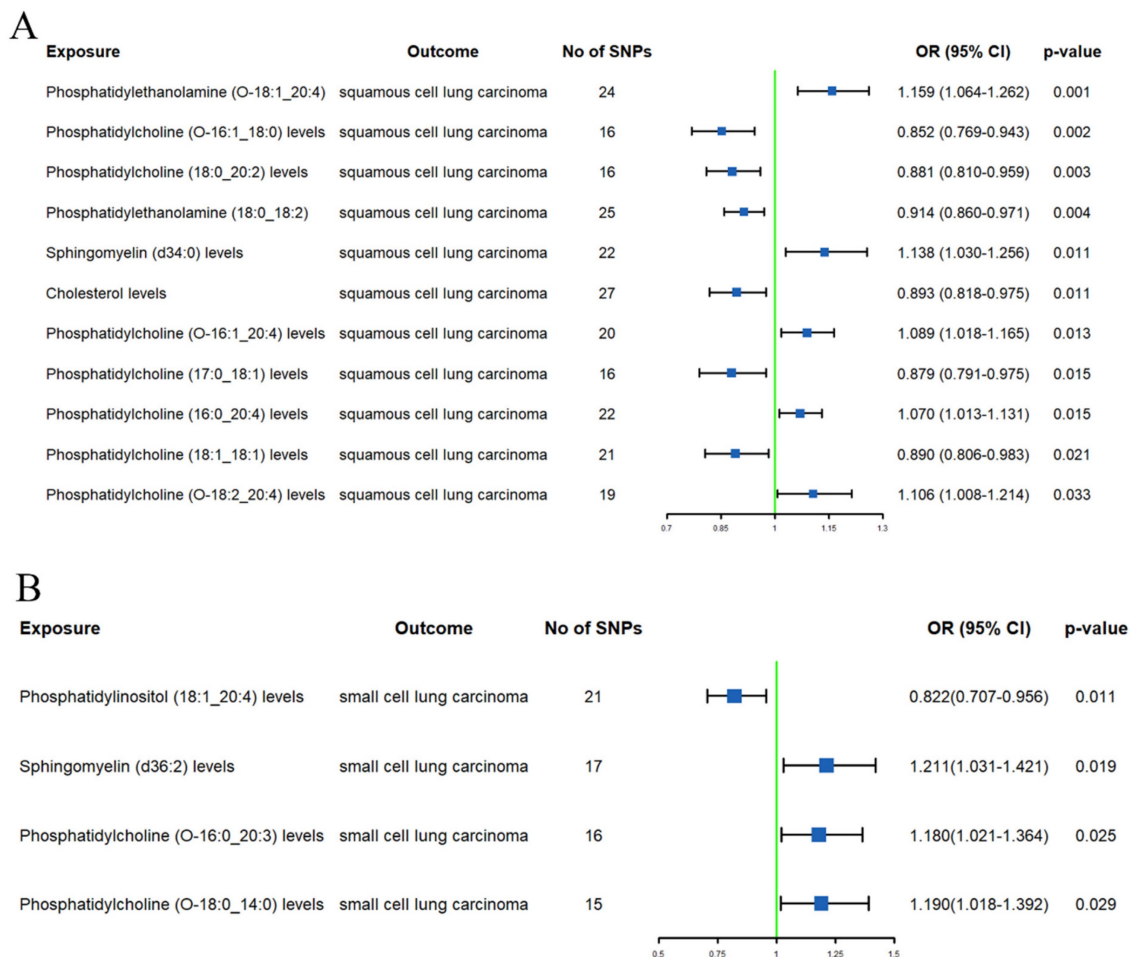 A
Exposure Outcome No of SNPs OR (95% CI) p-value
Phosphatidylethanolamine (O-18:1_20:4) squamous cell lung carcinoma 24 1.159 (1.064-1.262) 0.001
Phosphatidylcholine (O-16:1_18:0) levels squamous cell lung carcinoma 16 0.852 (0.769-0.943) 0.002
Phosphatidylcholine (18:0_20:2) levels squamous cell lung carcinoma 16 0.881 (0.810-0.959) 0.003
Phosphatidylethanolamine (18:0_18:2) squamous cell lung carcinoma 25 0.914 (0.860-0.971) 0.004
Sphingomyelin (d34:0) levels squamous cell lung carcinoma 22 1.138 (1.030-1.256) 0.011
Cholesterol levels squamous cell lung carcinoma 27 0.893 (0.818-0.975) 0.011
Phosphatidylcholine (O-16:1_20:4) levels squamous cell lung carcinoma 20 1.089 (1.018-1.165) 0.013
Phosphatidylcholine (17:0_18:1) levels squamous cell lung carcinoma 16 0.879 (0.791-0.975) 0.015
Phosphatidylcholine (16:0_20:4) levels squamous cell lung carcinoma 22 1.070 (1.013-1.131) 0.015
Phosphatidylcholine (18:1_18:1) levels squamous cell lung carcinoma 21 0.890 (0.806-0.983) 0.021
Phosphatidylcholine (O-18:2_20:4) levels squamous cell lung carcinoma 19 1.106 (1.008-1.214) 0.033
0.7 0.85 1 1.15 1.3
B
Exposure Outcome No of SNPs OR (95% CI) p-value
Phosphatidylinositol (18:1_20:4) levels small cell lung carcinoma 21 0.822(0.707-0.956) 0.011
Sphingomyelin (d36:2) levels small cell lung carcinoma 17 1.211(1.031-1.421) 0.019
Phosphatidylcholine (O-16:0_20:3) levels small cell lung carcinoma 16 1.180(1.021-1.364) 0.025
Phosphatidylcholine (O-18:0_14:0) levels small cell lung carcinoma 15 1.190(1.018-1.392) 0.029
0.5 1 1 1.5